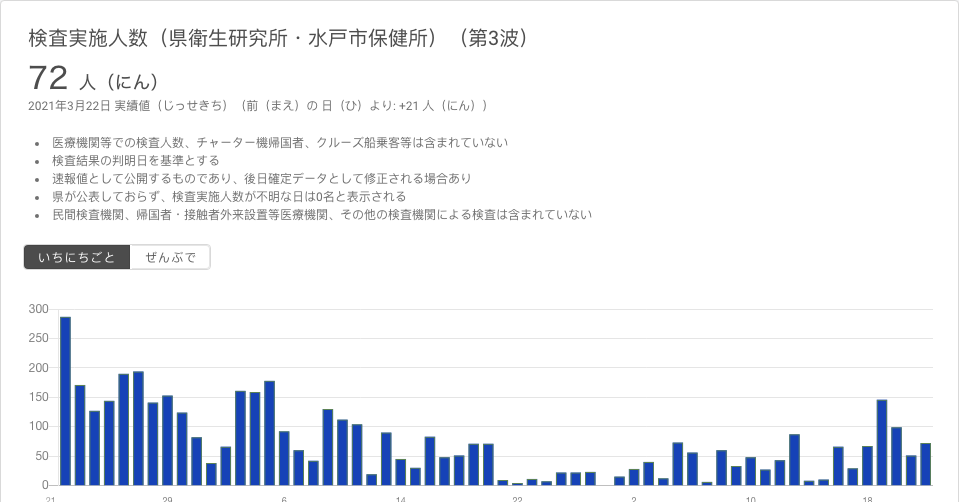 検査実施人数（県衛生研究所・水戸市保健所）（第3波）
72 人（にん）
2021年3月22日 実績値（じっせきち）（前（まえ）の 日（ひ）より: +21 人（にん））
• 医療機関等での検査人数、チャーター機帰国者、クルーズ船乗客等は含まれていない
• 検査結果の判明日を基準とする
• 速報値として公開するものであり、後日確定データとして修正される場合あり
• 県が公表しておらず、検査実施人数が不明な日は0名と表示される
• 民間検査機関、帰国者・接触者外来設置等医療機関、その他の検査機関による検査は含まれていない
いちにちごと ぜんぶで
300
250
200
150
100
50
0
21 29 6 14 22 2 10 18